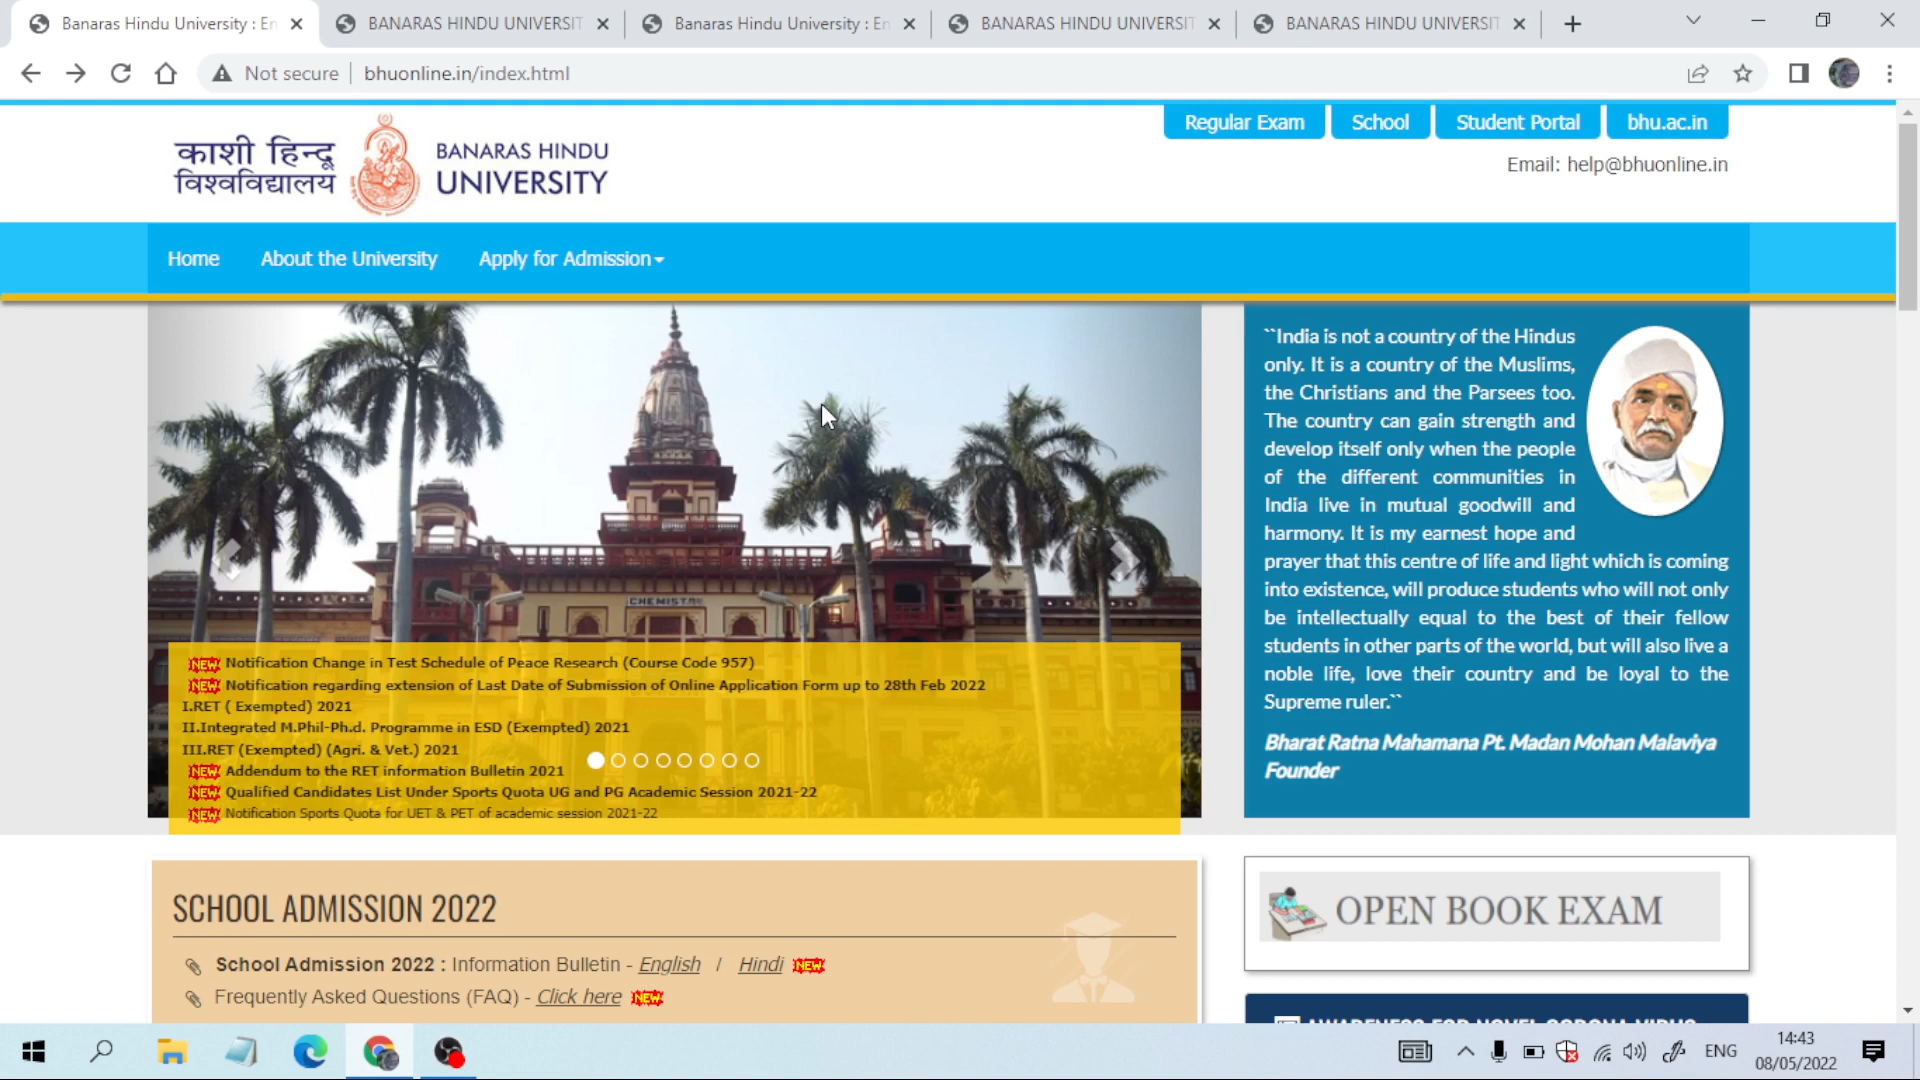 Banaras Hindu University : En
BANARAS HINDU UNIVERSIT
Banaras Hindu University : En
BANARAS HINDU UNIVERSIT
BANARAS HINDU UNIVERSIT
Not secure
bhuonline.in/index.html
Regular Exam
School
Student Portal
bhu.ac.in
काशी हिन्दू
विश्वविद्यालय
BANARAS HINDU
UNIVERSITY
Email: help@bhuonline.in
Home
About the University
Apply for Admission
CHEMISTRY
NEW Notification Change in Test Schedule of Peace Research (Course Code 957)
NEW Notification regarding extension of Last Date of Submission of Online Application Form up to 28th Feb 2022
I.RET ( Exempted) 2021
II.Integrated M.Phil-Ph.d. Programme in ESD (Exempted) 2021
III.RET (Exempted) (Agri. & Vet.) 2021
NEW Addendum to the RET information Bulletin 2021
NEW Qualified Candidates List Under Sports Quota UG and PG Academic Session 2021-22
NEW Notification Sports Quota for UET & PET of academic session 2021-22
``India is not a country of the Hindus
only. It is a country of the Muslims,
the Christians and the Parsees too.
The country can gain strength and
develop itself only when the people
of the different communities in
India live in mutual goodwill and
harmony. It is my earnest hope and
prayer that this centre of life and light which is coming
into existence, will produce students who will not only
be intellectually equal to the best of their fellow
students in other parts of the world, but will also live a
noble life, love their country and be loyal to the
Supreme ruler.``
Bharat Ratna Mahamana Pt. Madan Mohan Malaviya
Founder
SCHOOL ADMISSION 2022
School Admission 2022 : Information Bulletin - English / Hindi NEW
Frequently Asked Questions (FAQ) - Click here NEW
OPEN BOOK EXAM
AWARENESS FOR NOVEL CORONA VIRUS
ENG
14:43
08/05/2022